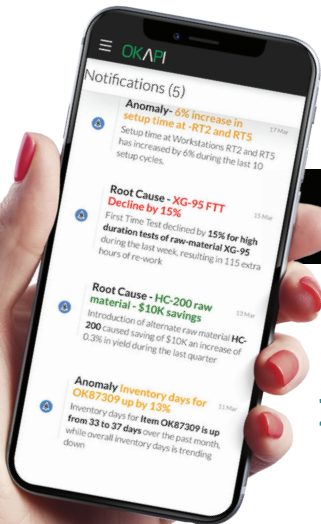 OKAPI
Notifications (5)
Anomaly- 6% increase in
setup time at -RT2 and RT5
17 Mar
Setup time at Workstations RT2 and RT5
has increased by 6% during the last 10
setup cycles.
Root Cause - XG-95 FTT
Decline by 15%
15 Mar
First Time Test declined by 15% for high
duration tests of raw-material XG-95
during the last week, resulting in 115 extra
hours of re-work
Root Cause - HC-200 raw
material - $10K savings
13 Mar
Introduction of alternate raw material HC-
200 caused saving of $10K an increase of
0.3% in yield during the last quarter
Anomaly Inventory days for
OK87309 up by 13%
11 Mar
Inventory days for Item OK87309 is up
from 33 to 37 days over the past month,
while overall inventory days is trending
down